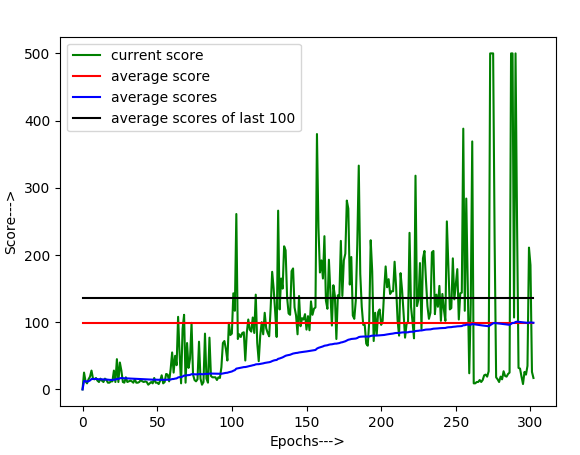 current score
average score
average scores
average scores of last 100
500
400
300
200
100
0
Score--->
0 50 100 150 200 250 300
Epochs--->